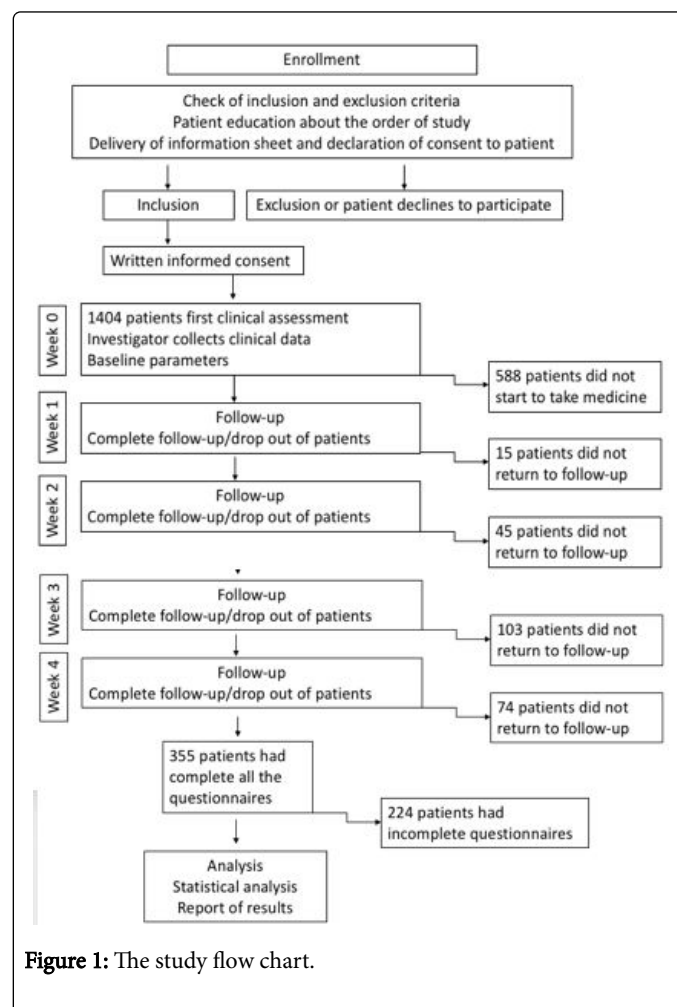 Enrollment
Check of inclusion and exclusion criteria
Patient education about the order of study
Delivery of information sheet and declaration of consent to patient
Inclusion
Exclusion or patient declines to participate
Written informed consent
Week 0
1404 patients first clinical assessment
Investigator collects clinical data
Baseline parameters
588 patients did not
start to take medicine
Week 1
Follow-up
Complete follow-up/drop out of patients
15 patients did not
return to follow-up
Week 2
Follow-up
Complete follow-up/drop out of patients
45 patients did not
return to follow-up
Week 3
Follow-up
Complete follow-up/drop out of patients
103 patients did not
return to follow-up
Week 4
Follow-up
Complete follow-up/drop out of patients
74 patients did not
return to follow-up
355 patients had
complete all the
questionnaires
224 patients had
incomplete questionnaires
Analysis
Statistical analysis
Report of results
Figure 1: The study flow chart.